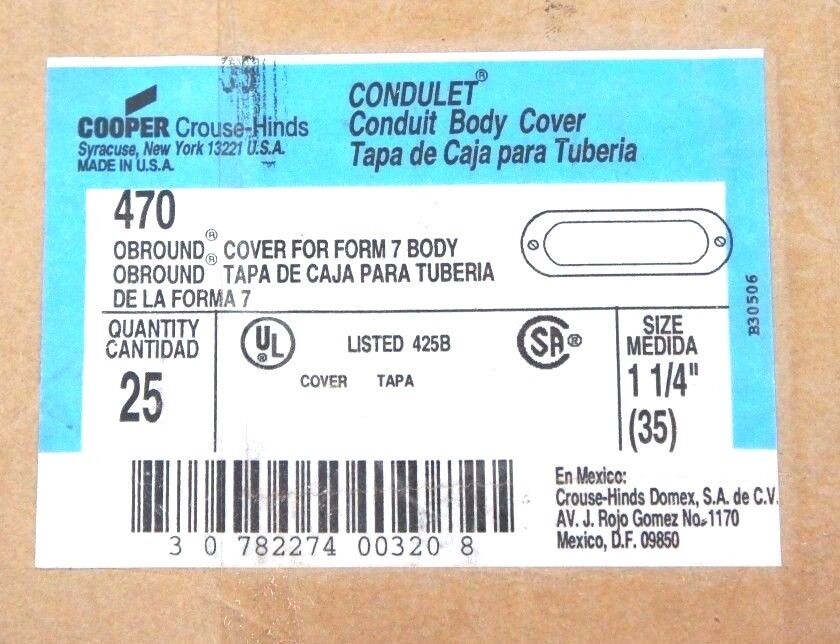 COOPER Crouse-Hinds
Syracuse, New York 13221 U.S.A.
MADE IN U.S.A.
CONDULET®
Conduit Body Cover
Tapa de Caja para Tuberia
470
OBROUND® COVER FOR FORM 7 BODY
OBROUND® TAPA DE CAJA PARA TUBERIA
DE LA FORMA 7
B30506
QUANTITY
CANTIDAD
25
UL®
LISTED 425B
SA®
COVER TAPA
SIZE
MEDIDA
1 1/4"
(35)
3 0 782274 00320 8
En Mexico:
Crouse-Hinds Domex, S.A. de C.V.
AV. J. Rojo Gomez No. 1170
Mexico, D.F. 09850